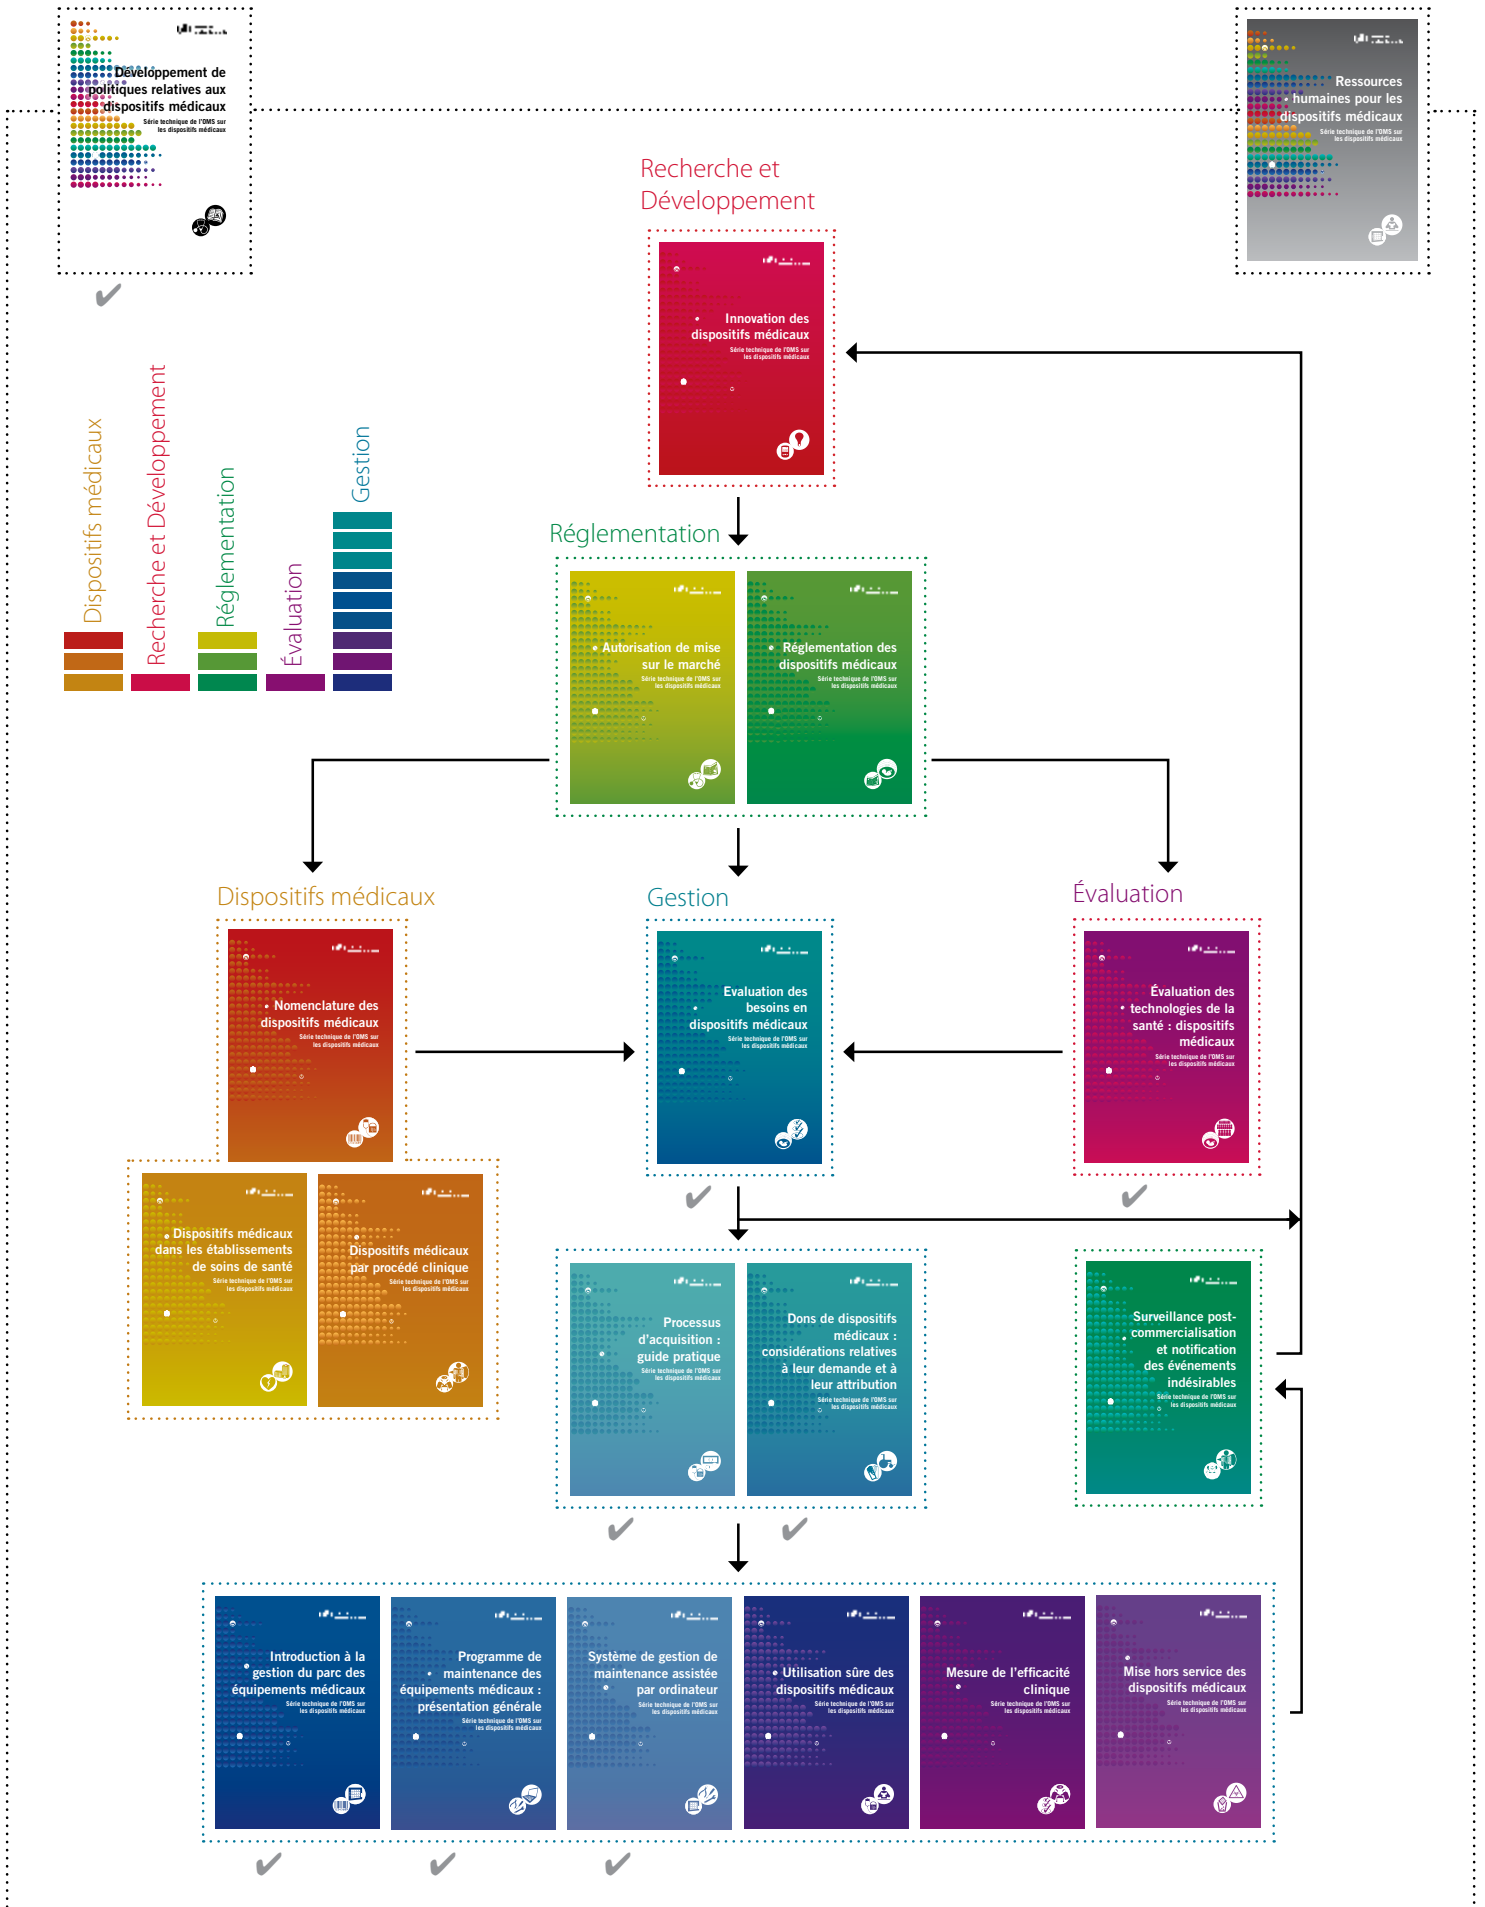 Développement de
politiques relatives aux
dispositifs médicaux
Série technique de l'OMS sur
les dispositifs médicaux
Ressources
humaines pour les
dispositifs médicaux
Série technique de l'OMS sur
les dispositifs médicaux
Recherche et
Développement
Innovation des
dispositifs médicaux
Série technique de l'OMS sur
les dispositifs médicaux
Dispositifs médicaux
Recherche et Développement
Réglementation
Évaluation
Gestion
Réglementation
Autorisation de mise
sur le marché
Série technique de l'OMS sur
les dispositifs médicaux
Réglementation des
dispositifs médicaux
Série technique de l'OMS sur
les dispositifs médicaux
Dispositifs médicaux
Nomenclature des
dispositifs médicaux
Série technique de l'OMS sur
les dispositifs médicaux
Dispositifs médicaux
dans les établissements
de soins de santé
Série technique de l'OMS sur
les dispositifs médicaux
Dispositifs médicaux
par procédé clinique
Série technique de l'OMS sur
les dispositifs médicaux
Gestion
Evaluation des
besoins en
dispositifs médicaux
Série technique de l'OMS sur
les dispositifs médicaux
Évaluation
Évaluation des
technologies de la
santé : dispositifs
médicaux
Série technique de l'OMS sur
les dispositifs médicaux
Processus
d'acquisition :
guide pratique
Série technique de l'OMS sur
les dispositifs médicaux
Dons de dispositifs
médicaux :
considérations relatives
à leur demande et à
leur attribution
Série technique de l'OMS sur
les dispositifs médicaux
Surveillance post-
commercialisation
et notification
des événements
indésirables
Série technique de l'OMS sur
les dispositifs médicaux
Introduction à la
gestion du parc des
équipements médicaux
Série technique de l'OMS sur
les dispositifs médicaux
Programme de
maintenance des
équipements médicaux :
présentation générale
Série technique de l'OMS sur
les dispositifs médicaux
Système de gestion de
maintenance assistée
par ordinateur
Série technique de l'OMS sur
les dispositifs médicaux
Utilisation sûre des
dispositifs médicaux
Série technique de l'OMS sur
les dispositifs médicaux
Mesure de l'efficacité
clinique
Série technique de l'OMS sur
les dispositifs médicaux
Mise hors service des
dispositifs médicaux
Série technique de l'OMS sur
les dispositifs médicaux